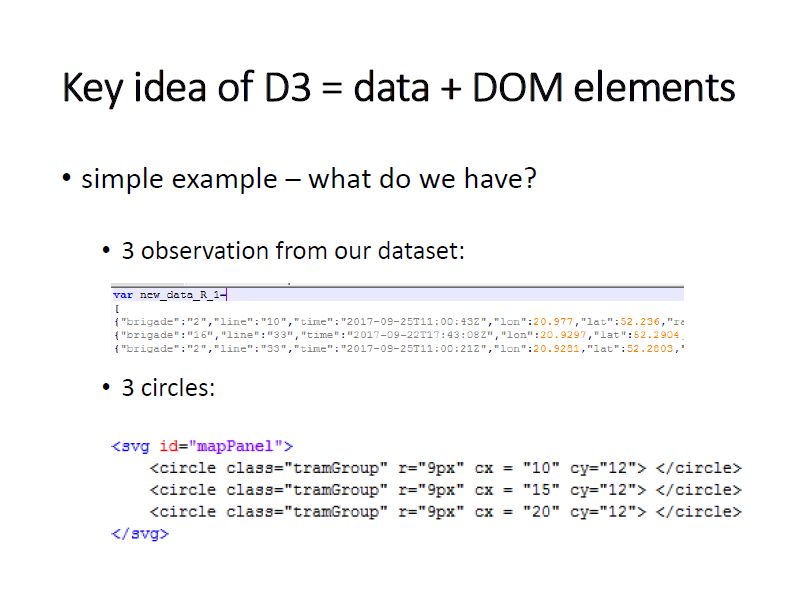 Key idea of D3 = data + DOM elements
• simple example – what do we have?
• 3 observation from our dataset:
var new_data_R_1=
[
{"brigade":"2","line":"10","time":"2017-09-25T11:00:43Z","lon":20.977,"lat":52.236,"ra
{"brigade":"16","line":"33","time":"2017-09-22T17:43:08Z","lon":20.9297,"lat":52.2904
{"brigade":"2","line":"33","time":"2017-09-25T11:00:21Z","lon":20.9281,"lat":52.2803,"
• 3 circles:
<svg id="mapPanel">
<circle class="tramGroup" r="9px" cx = "10" cy="12"> </circle>
<circle class="tramGroup" r="9px" cx = "15" cy="12"> </circle>
<circle class="tramGroup" r="9px" cx = "20" cy="12"> </circle>
</svg>